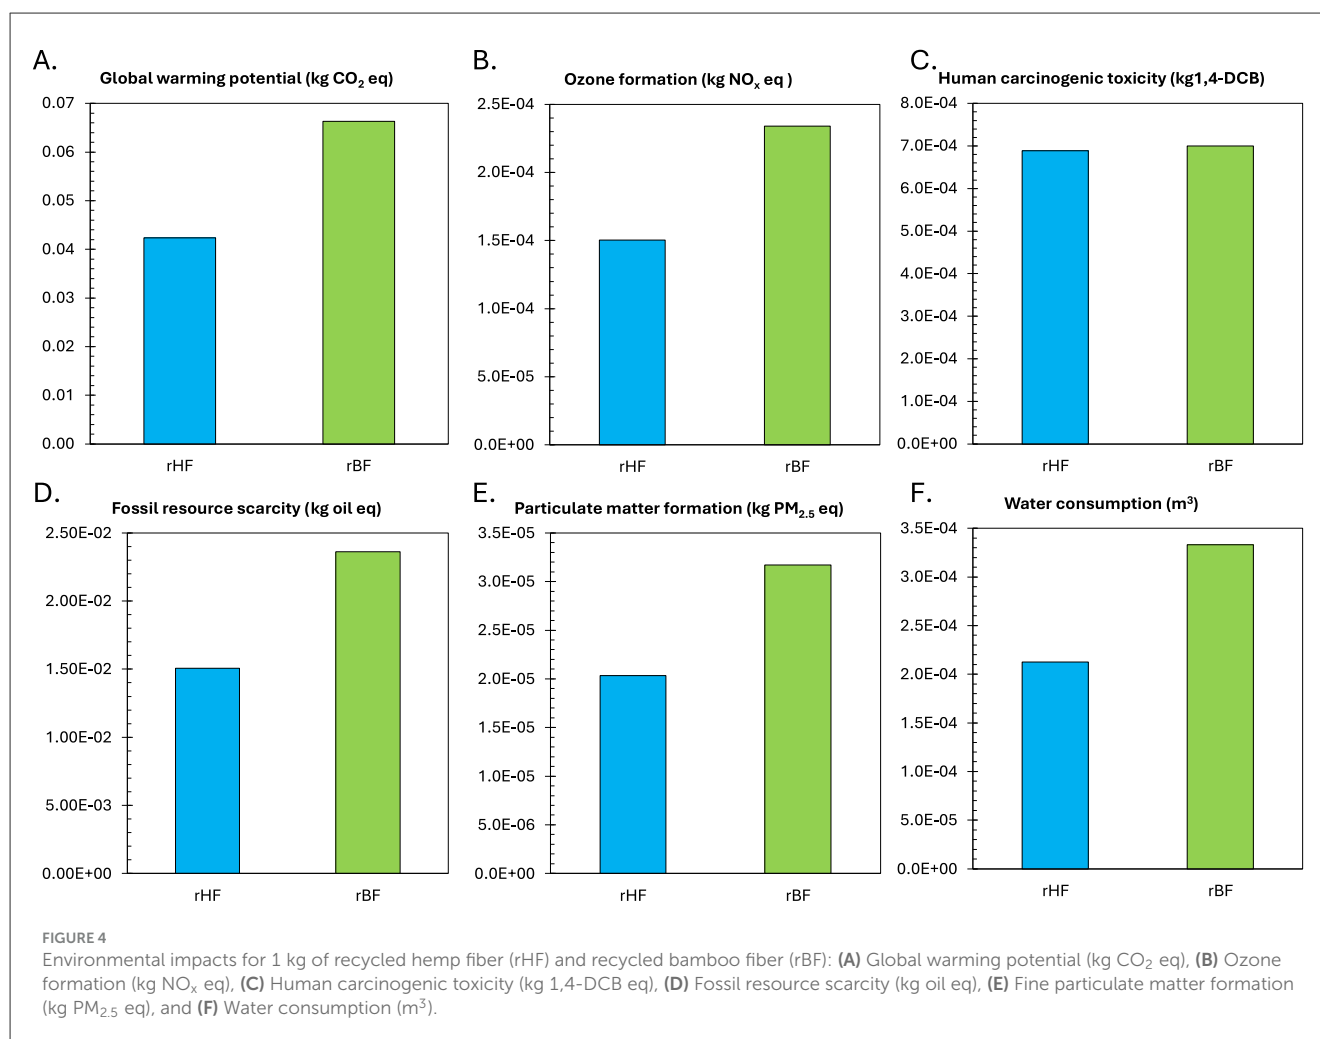 A.
Global warming potential (kg CO₂ eq)
0.07
0.06
0.05
0.04
0.03
0.02
0.01
0.00
rHF rBF
B.
Ozone formation (kg NOₓ eq )
2.5E-04
2.0E-04
1.5E-04
1.0E-04
5.0E-05
0.0E+00
rHF rBF
C.
Human carcinogenic toxicity (kg1,4-DCB)
8.0E-04
7.0E-04
6.0E-04
7.0E-04
4.0E-04
3.0E-04
2.0E-04
1.0E-04
0.0E+00
rHF rBF
D.
Fossil resource scarcity (kg oil eq)
2.50E-02
2.00E-02
1.50E-02
1.00E-02
5.00E-03
0.00E+00
rHF rBF
E.
Particulate matter formation (kg PM₂.₅ eq)
3.5E-05
3.0E-05
2.5E-05
2.0E-05
1.5E-05
1.0E-05
5.0E-06
0.0E+00
rHF rBF
F.
Water consumption (m³)
3.5E-04
3.0E-04
2.5E-04
2.0E-04
1.5E-04
1.0E-04
5.0E-05
0.0E+00
rHF rBF
FIGURE 4
Environmental impacts for 1 kg of recycled hemp fiber (rHF) and recycled bamboo fiber (rBF): (A) Global warming potential (kg CO₂ eq), (B) Ozone
formation (kg NOₓ eq), (C) Human carcinogenic toxicity (kg 1,4-DCB eq), (D) Fossil resource scarcity (kg oil eq), (E) Fine particulate matter formation
(kg PM₂.₅ eq), and (F) Water consumption (m³).